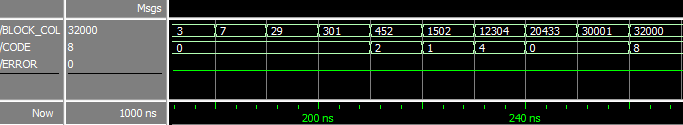 Msgs
/BLOCK_COL 32000 3 7 29 301 452 1502 12304 20433 30001 32000
/CODE 8 0 2 1 4 0 8
/ERROR 0
Now 1000 ns 200 ns 240 ns